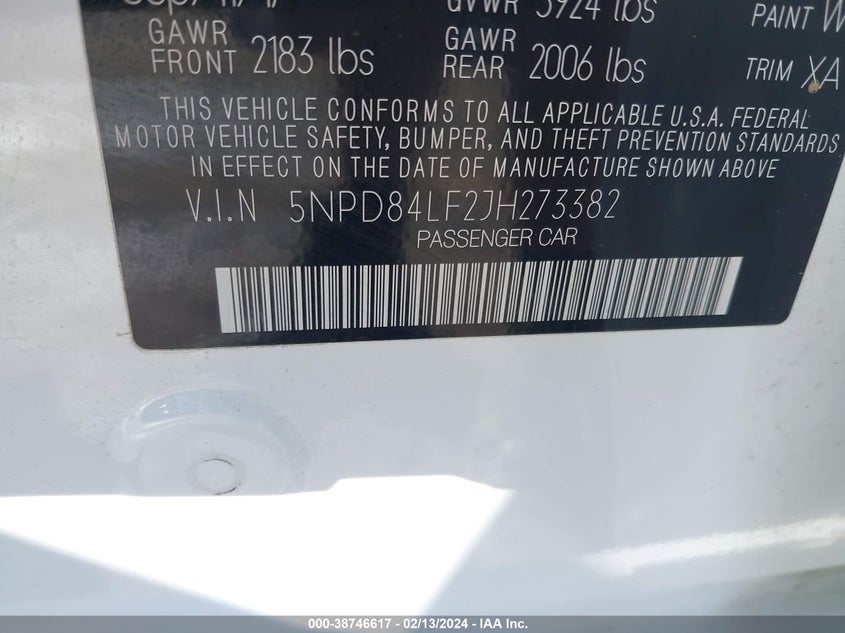 GVWR 3924 lbs
PAINT W
GAWR FRONT 2183 lbs
GAWR REAR 2006 lbs
TRIM XA
THIS VEHICLE CONFORMS TO ALL APPLICABLE U.S.A. FEDERAL
MOTOR VEHICLE SAFETY, BUMPER, AND THEFT PREVENTION STANDARDS
IN EFFECT ON THE DATE OF MANUFACTURE SHOWN ABOVE
V.I.N 5NPD84LF2JH273382
PASSENGER CAR
000-38746617 - 02/13/2024 - IAA Inc.